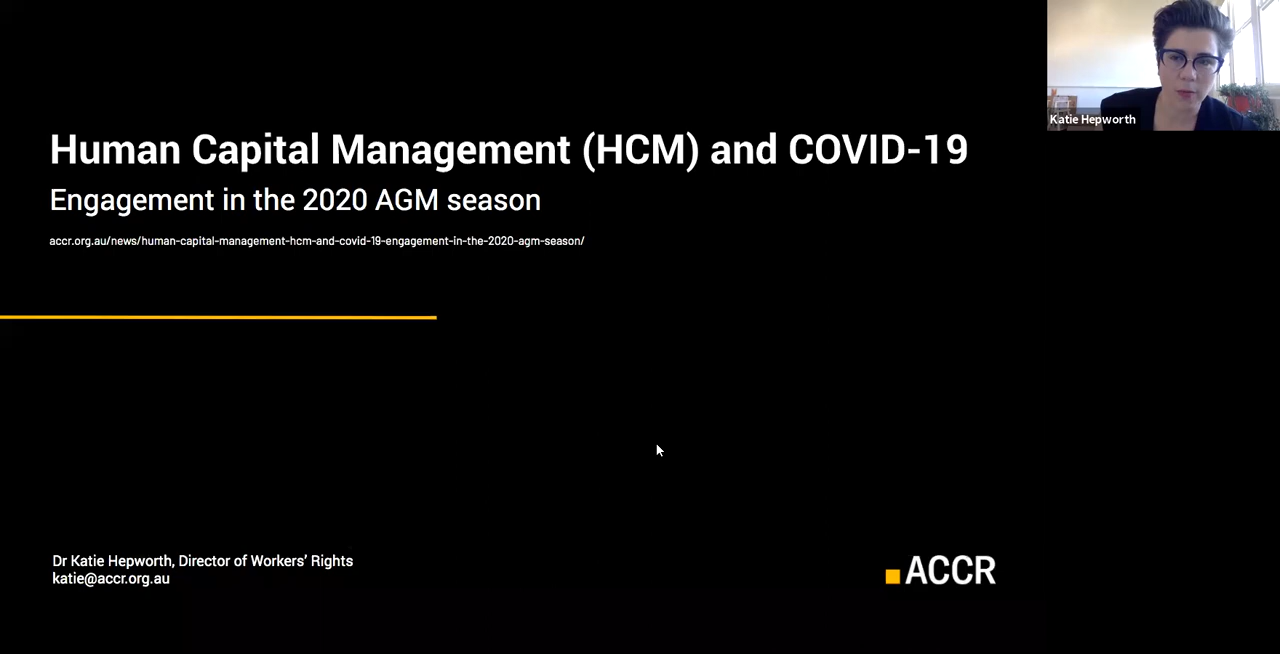 Human Capital Management (HCM) and COVID-19
Engagement in the 2020 AGM season
accr.org.au/news/human-capital-management-hcm-and-covid-19-engagement-in-the-2020-agm-season/
Katie Hepworth
Dr Katie Hepworth, Director of Workers’ Rights
katie@accr.org.au
ACCR